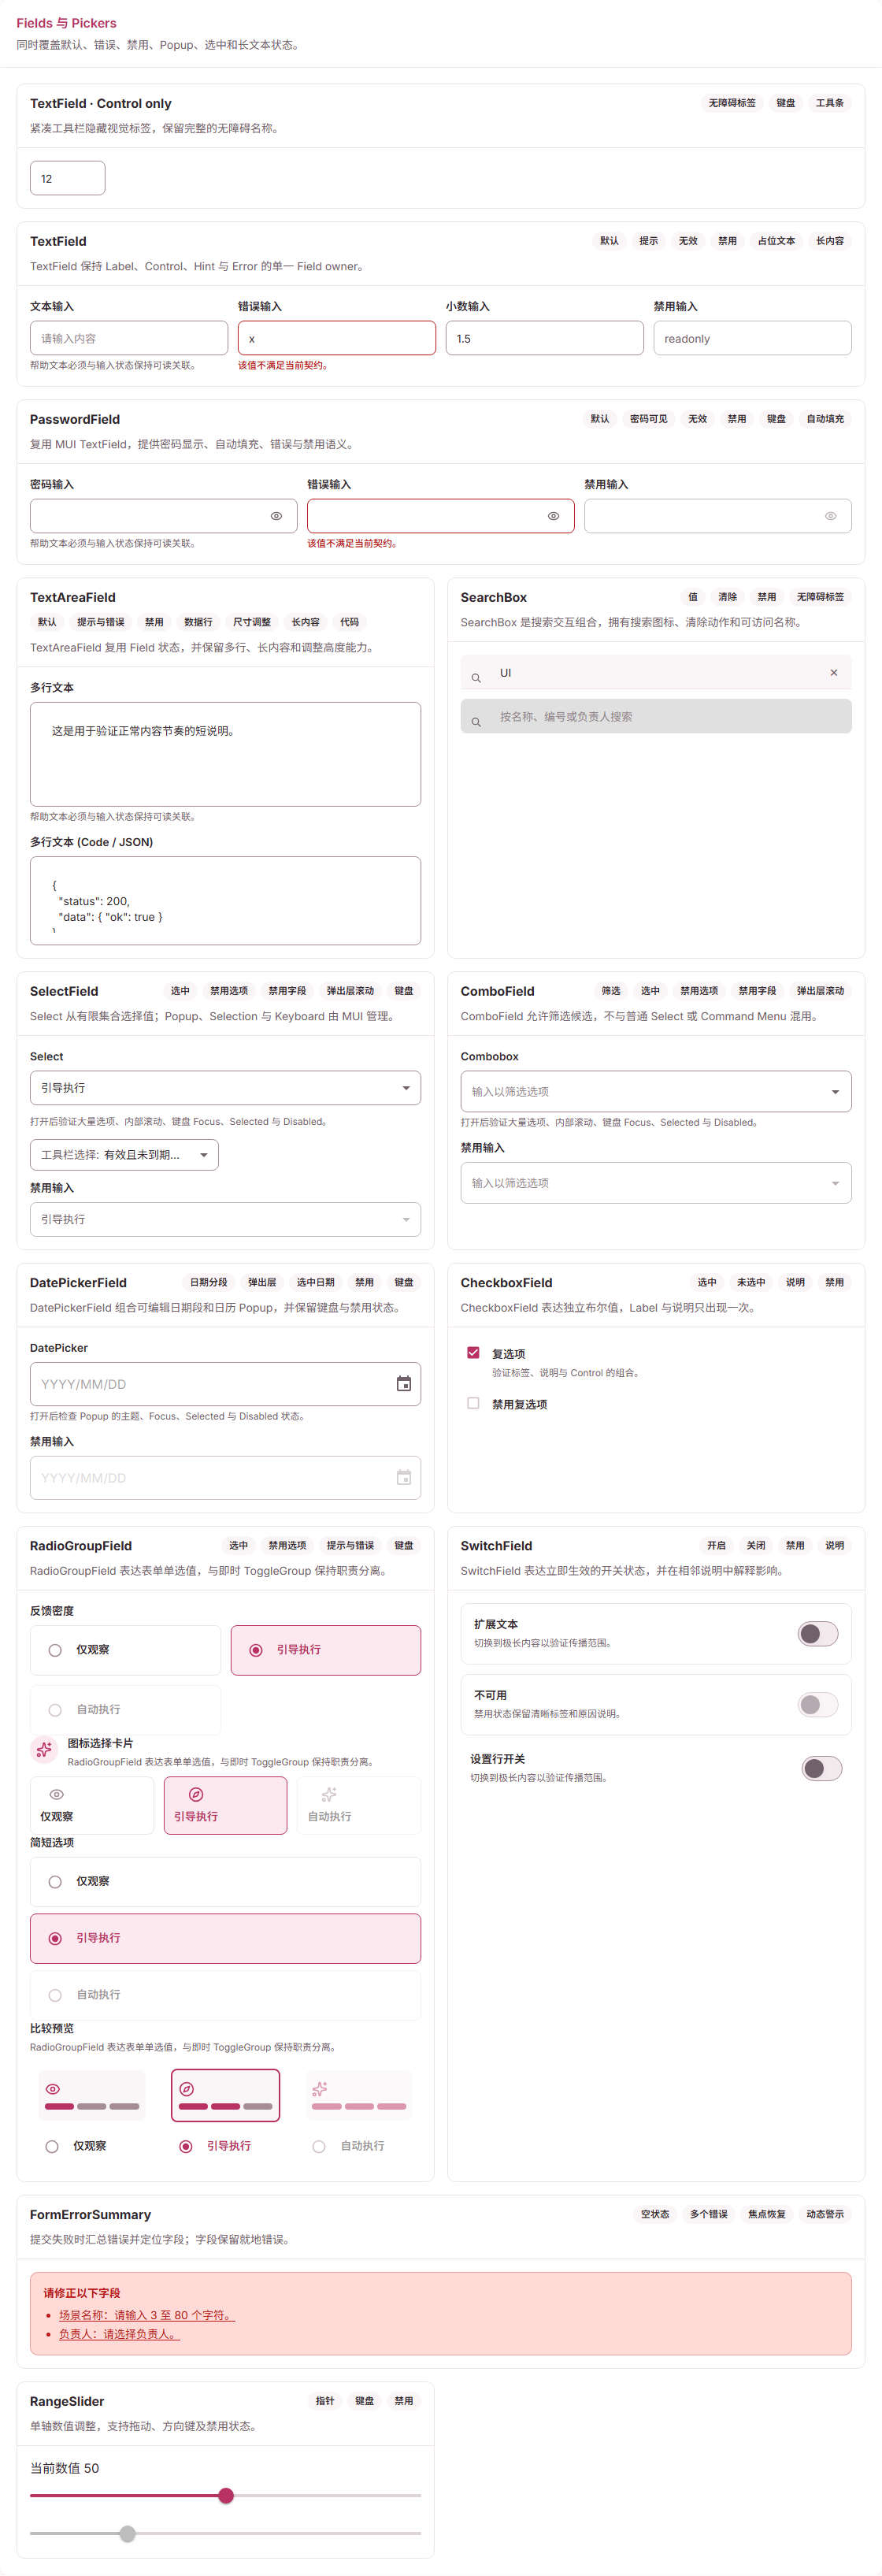 Fields 与 Pickers
同时覆盖默认、错误、禁用、Popup、选中和长文本状态。
TextField · Control only
无障碍标签 键盘 工具条
紧凑工具栏隐藏视觉标签，保留完整的无障碍名称。
12
TextField
默认 提示 无效 禁用 占位文本 长内容
TextField 保持 Label、Control、Hint 与 Error 的单一 Field owner。
文本输入 错误输入 小数输入 禁用输入
请输入内容 x 1.5 readonly
帮助文本必须与输入状态保持可读关联。 该值不满足当前契约。
PasswordField
默认 密码可见 无效 禁用 键盘 自动填充
复用 MUI TextField，提供密码显示、自动填充、错误与禁用语义。
密码输入 错误输入 禁用输入
帮助文本必须与输入状态保持可读关联。 该值不满足当前契约。
TextAreaField
默认 提示与错误 禁用 数据行 尺寸调整 长内容 代码
TextAreaField 复用 Field 状态，并保留多行、长内容和调整高度能力。
多行文本
这是用于验证正常内容节奏的短说明。
帮助文本必须与输入状态保持可读关联。
多行文本 (Code / JSON)
{
"status": 200,
"data": { "ok": true }
}
SearchBox
值 清除 禁用 无障碍标签
SearchBox 是搜索交互组合，拥有搜索图标、清除动作和可访问名称。
UI
按名称、编号或负责人搜索
SelectField
选中 禁用选项 禁用字段 弹出层滚动 键盘
Select 从有限集合选择值；Popup、Selection 与 Keyboard 由 MUI 管理。
Select
引导执行
打开后验证大量选项、内部滚动、键盘 Focus、Selected 与 Disabled。
工具栏选择: 有效且未到期...
禁用输入
引导执行
ComboField
筛选 选中 禁用选项 禁用字段 弹出层滚动
ComboField 允许筛选候选，不与普通 Select 或 Command Menu 混用。
Combobox
输入以筛选选项
打开后验证大量选项、内部滚动、键盘 Focus、Selected 与 Disabled。
禁用输入
输入以筛选选项
DatePickerField
日期分段 弹出层 选中日期 禁用 键盘
DatePickerField 组合可编辑日期段和日历 Popup，并保留键盘与禁用状态。
DatePicker
YYYY/MM/DD
打开后检查 Popup 的主题、Focus、Selected 与 Disabled 状态。
禁用输入
YYYY/MM/DD
CheckboxField
选中 未选中 说明 禁用
CheckboxField 表达独立布尔值，Label 与说明只出现一次。
复选项
验证标签、说明与 Control 的组合。
禁用复选项
RadioGroupField
选中 禁用选项 提示与错误 键盘
RadioGroupField 表达表单单选值，与即时 ToggleGroup 保持职责分离。
反馈密度
仅观察 引导执行
自动执行
图标选择卡片
RadioGroupField 表达表单单选值，与即时 ToggleGroup 保持职责分离。
仅观察 引导执行 自动执行
简短选项
仅观察
引导执行
自动执行
比较预览
RadioGroupField 表达表单单选值，与即时 ToggleGroup 保持职责分离。
仅观察 引导执行 自动执行
SwitchField
开启 关闭 禁用 说明
SwitchField 表达立即生效的开关状态，并在相邻说明中解释影响。
扩展文本
切换到极长内容以验证传播范围。
不可用
禁用状态保留清晰标签和原因说明。
设置行开关
切换到极长内容以验证传播范围。
FormErrorSummary
空状态 多个错误 焦点恢复 动态警示
提交失败时汇总错误并定位字段；字段保留就地错误。
请修正以下字段
场景名称：请输入 3 至 80 个字符。
负责人：请选择负责人。
RangeSlider
指针 键盘 禁用
单轴数值调整，支持拖动、方向键及禁用状态。
当前数值 50